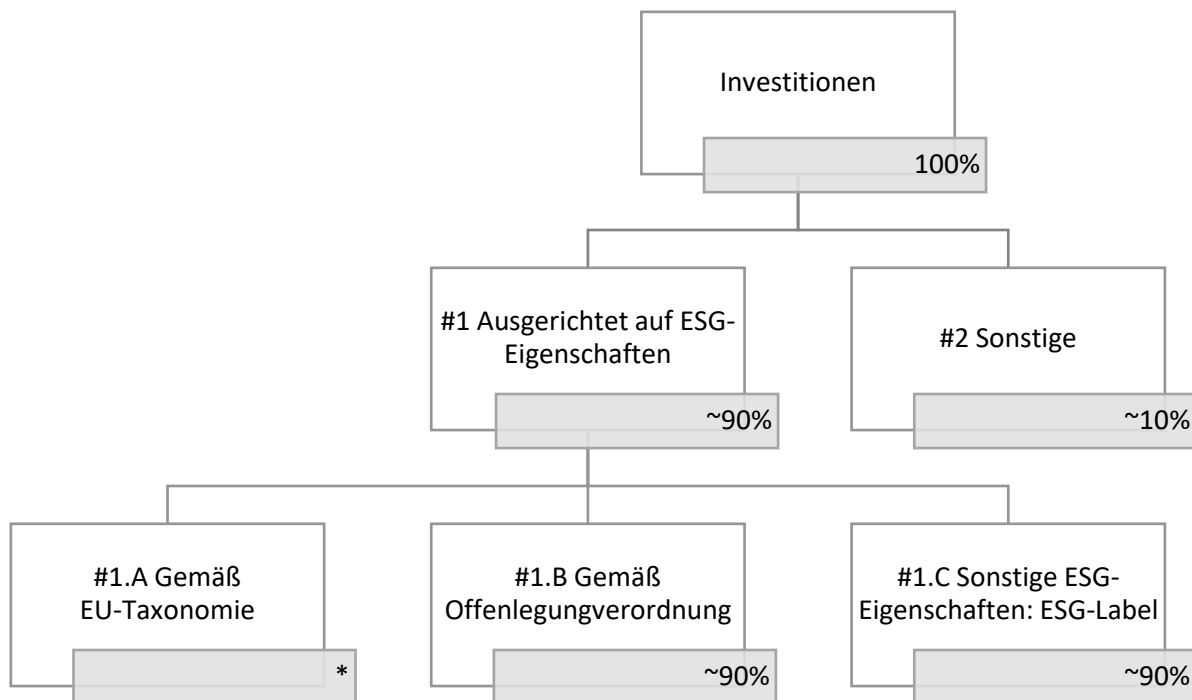 Investitionen
100%
#1 Ausgerichtet auf ESG-
Eigenschaften
~90%
#2 Sonstige
~10%
#1.A Gemäß
EU-Taxonomie
*
#1.B Gemäß
Offenlegungverordnung
~90%
#1.C Sonstige ESG-
Eigenschaften: ESG-Label
~90%